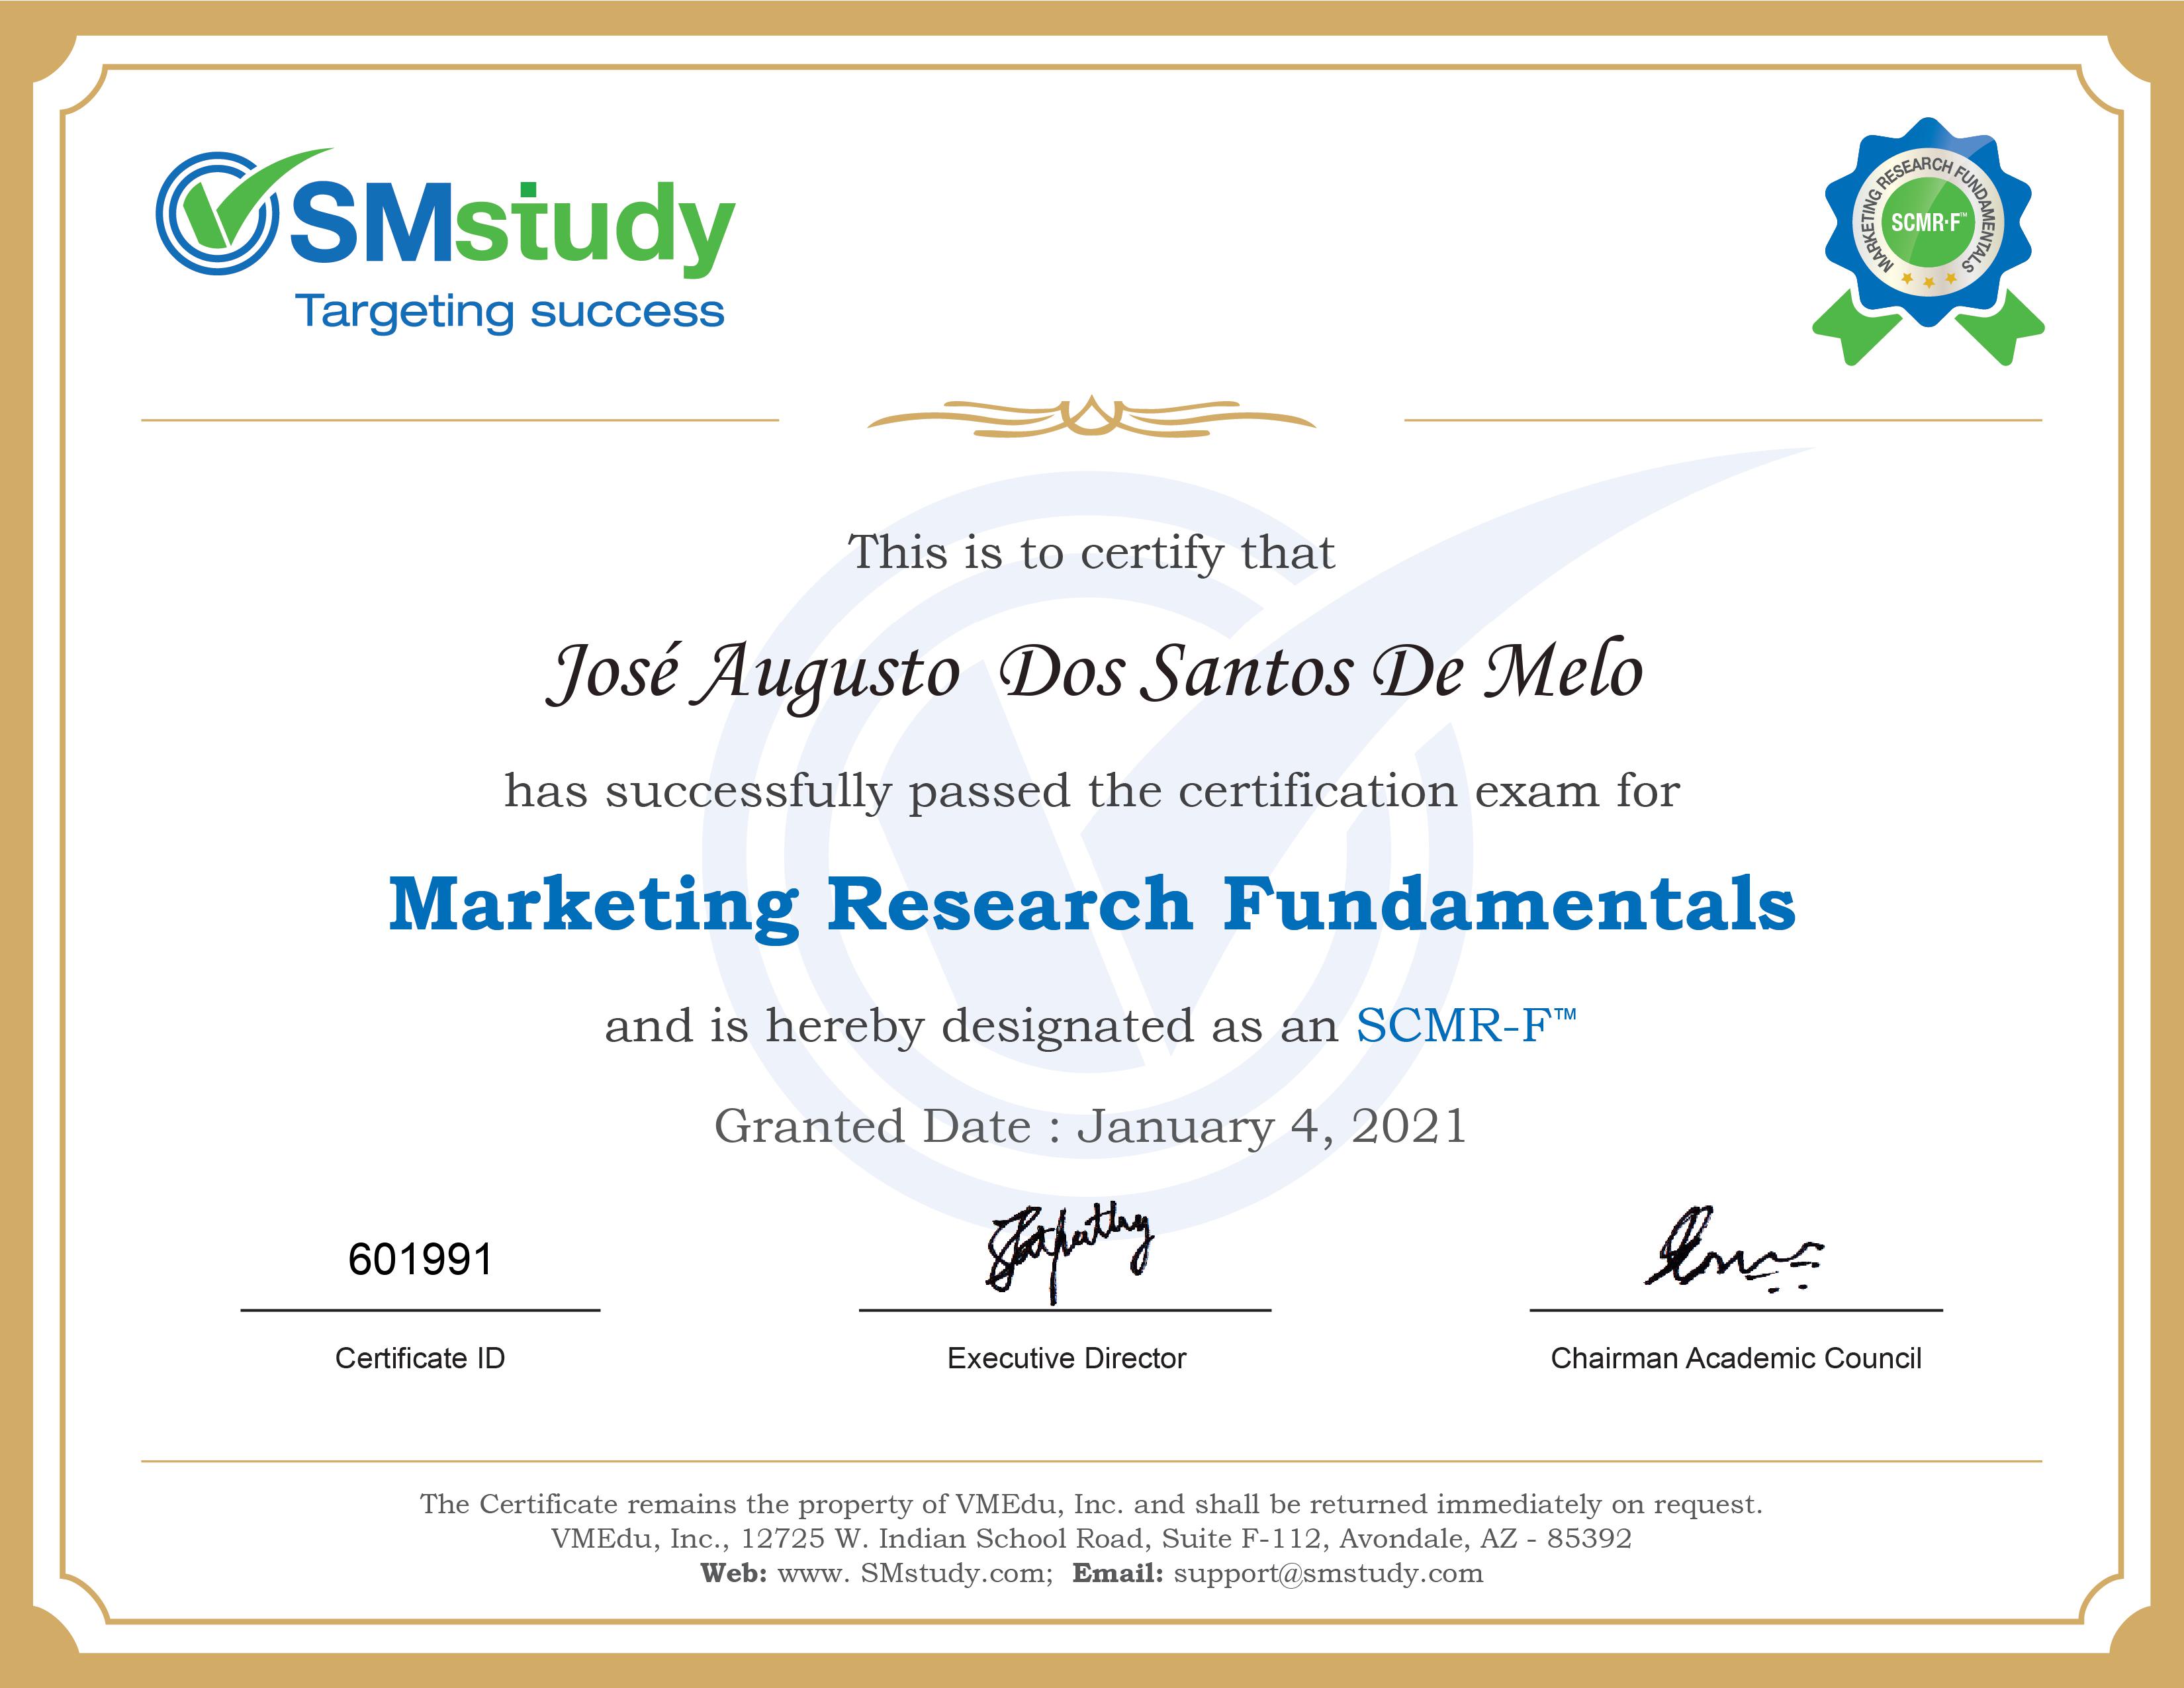 SMstudy
Targeting success
MARKETING RESEARCH FUNDAMENTALS
SCMR-F™
This is to certify that
José Augusto Dos Santos De Melo
has successfully passed the certification exam for
Marketing Research Fundamentals
and is hereby designated as an SCMR-F™
Granted Date : January 4, 2021
601991
Certificate ID
Executive Director
Chairman Academic Council
The Certificate remains the property of VMEdu, Inc. and shall be returned immediately on request.
VMEdu, Inc., 12725 W. Indian School Road, Suite F-112, Avondale, AZ - 85392
Web: www. SMstudy.com; Email: support@smstudy.com